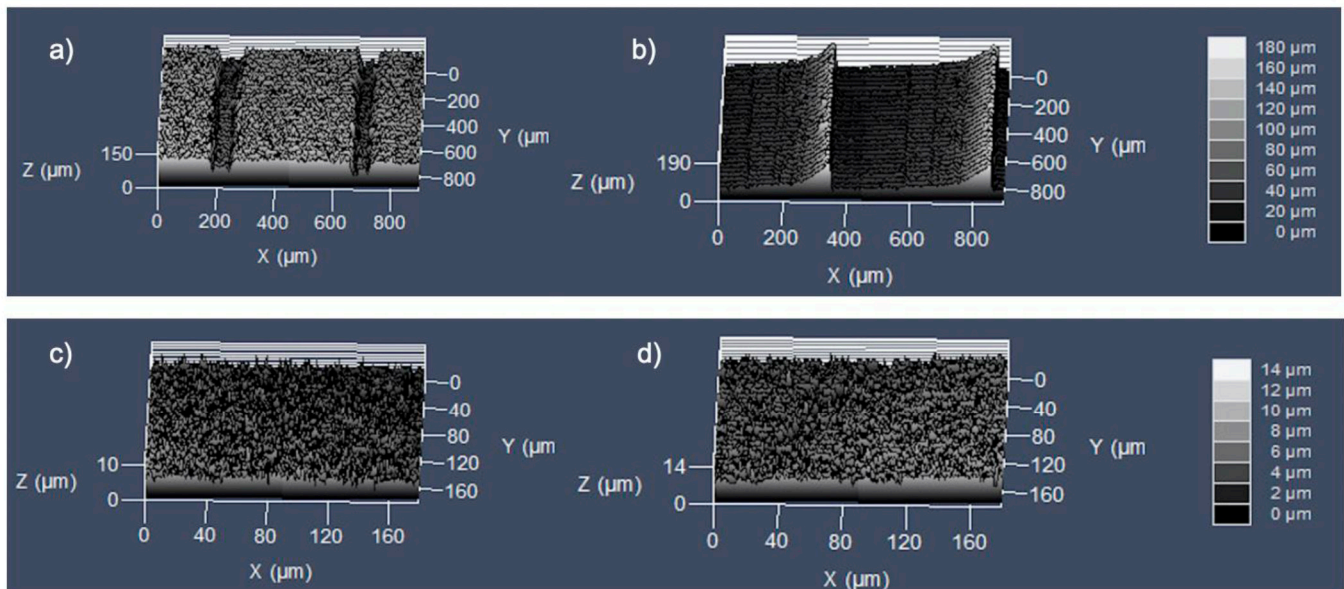 a)
0
200
400
600
800
Y (µm
Z (µm)
150
0
0
200
400
600
800
X (µm)
b)
0
200
400
600
800
Y (µm
Z (µm)
190
0
0
200
400
600
800
X (µm)
180 µm
160 µm
140 µm
120 µm
100 µm
80 µm
60 µm
40 µm
20 µm
0 µm
c)
0
40
80
120
160
Y (µm
Z (µm)
10
0
0
40
80
120
160
X (µm)
d)
0
40
80
120
160
Y (µm
Z (µm)
14
0
0
40
80
120
160
X (µm)
14 µm
12 µm
10 µm
8 µm
6 µm
4 µm
2 µm
0 µm